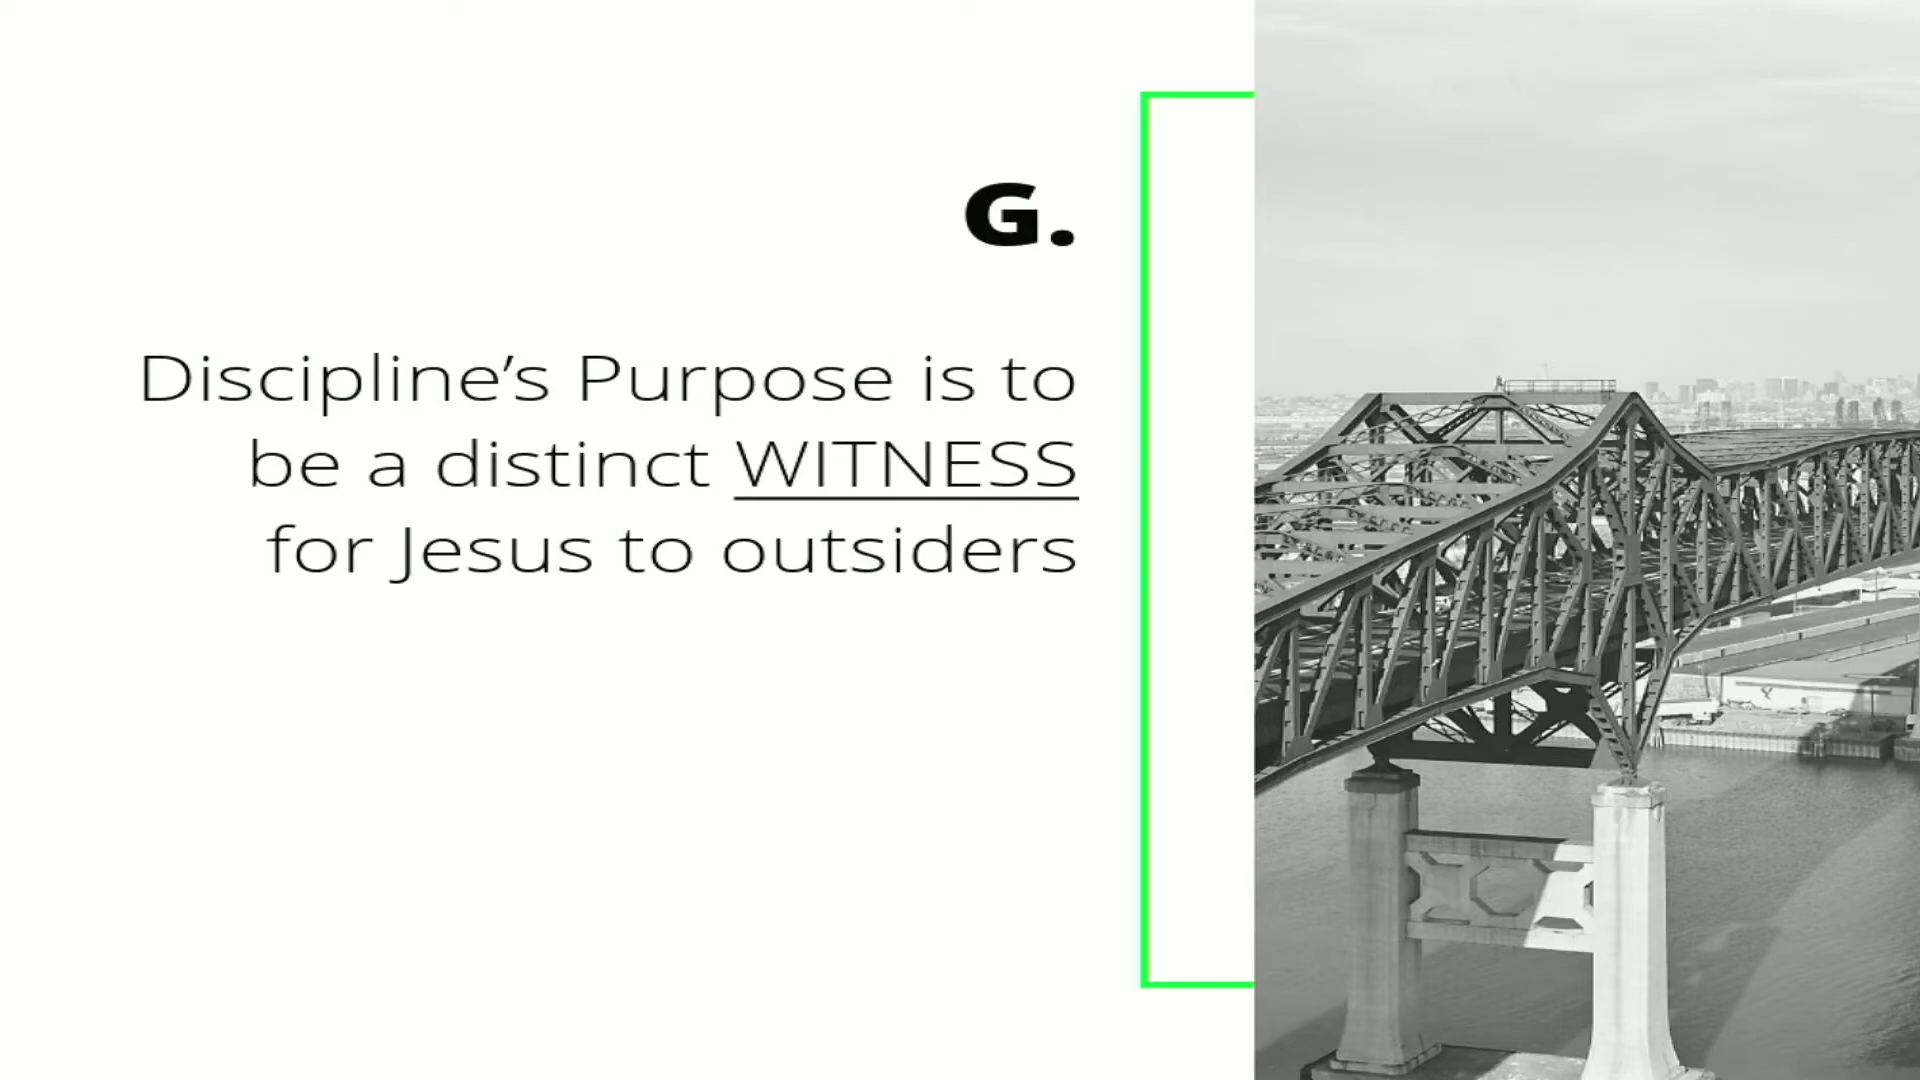 G.
Discipline’s Purpose is to
be a distinct WITNESS
for Jesus to outsiders